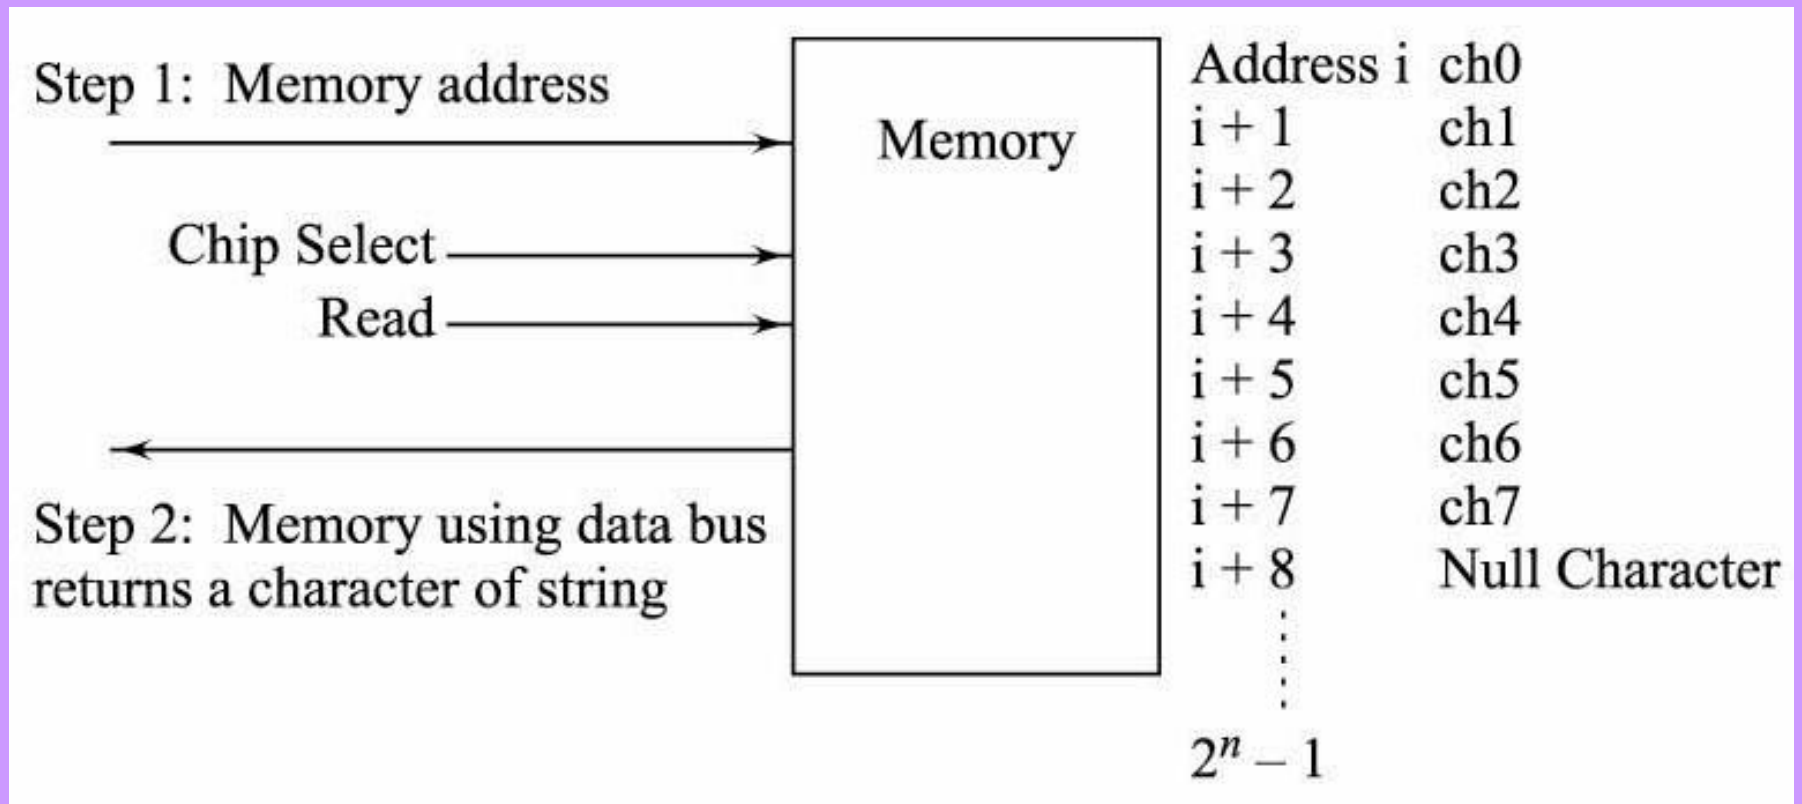 Step 1: Memory address
Memory
Chip Select
Read
Step 2: Memory using data bus
returns a character of string
Address i ch0
i + 1 ch1
i + 2 ch2
i + 3 ch3
i + 4 ch4
i + 5 ch5
i + 6 ch6
i + 7 ch7
i + 8 Null Character
2ⁿ – 1